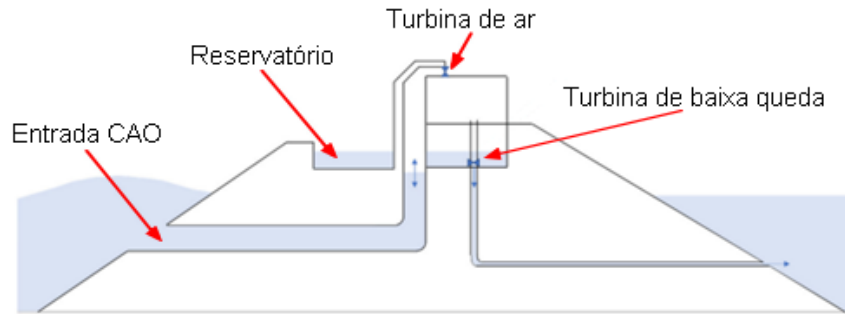 Turbina de ar
Reservatório
Turbina de baixa queda
Entrada CAO